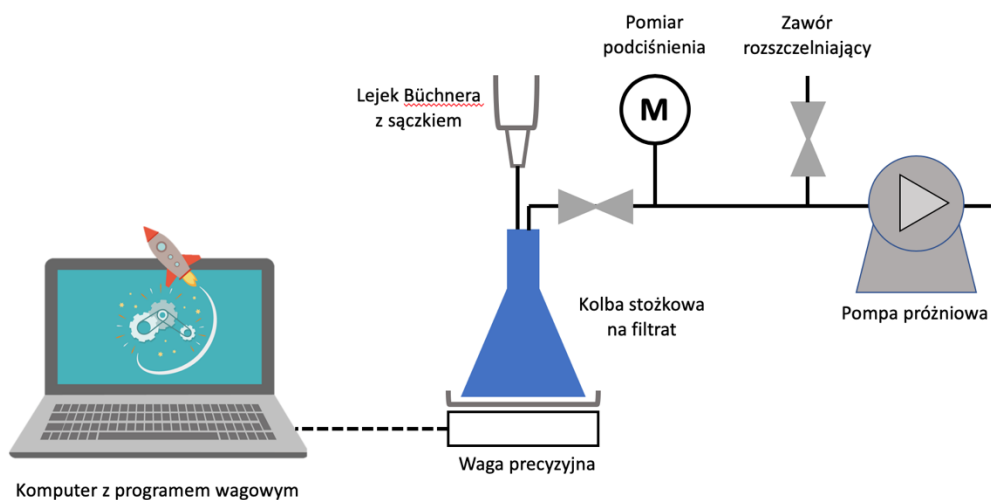 Pomiar
podciśnienia
Zawór
rozszczelniający
Lejek Büchnera
z sączkiem
M
Kolba stożkowa
na filtrat
Pompa próżniowa
Waga precyzyjna
Komputer z programem wagowym